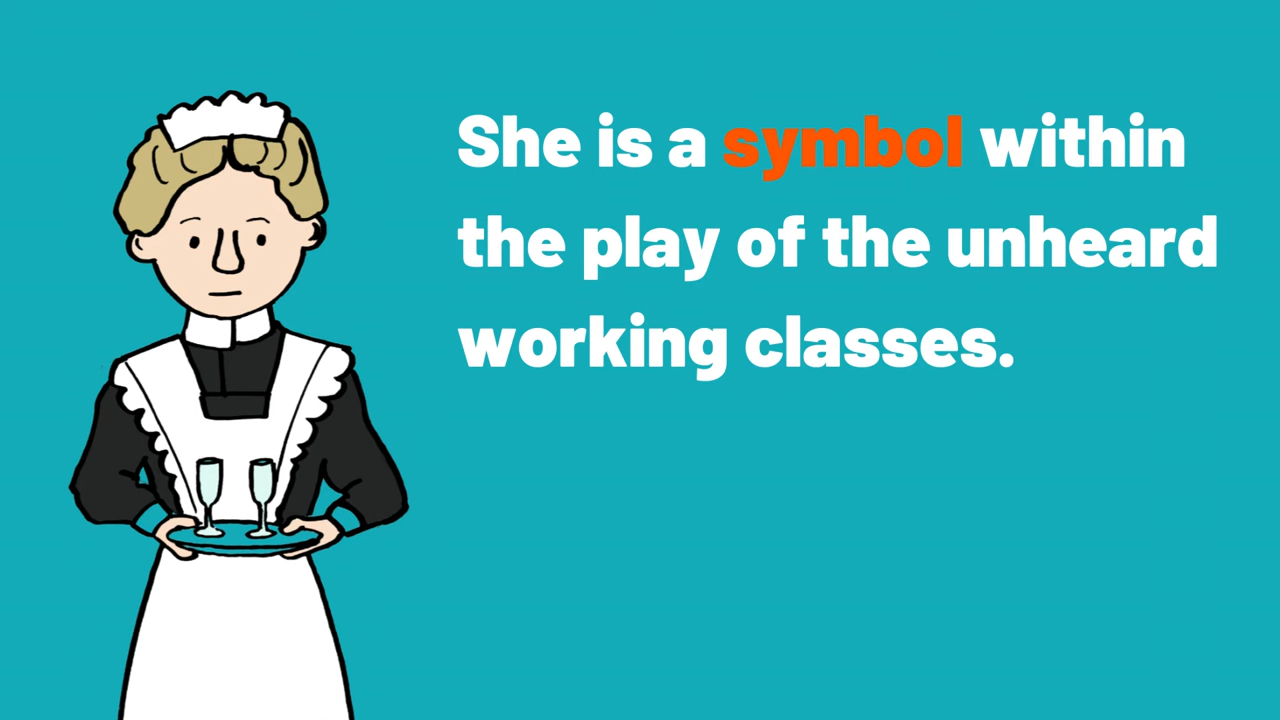 She is a symbol within
the play of the unheard
working classes.